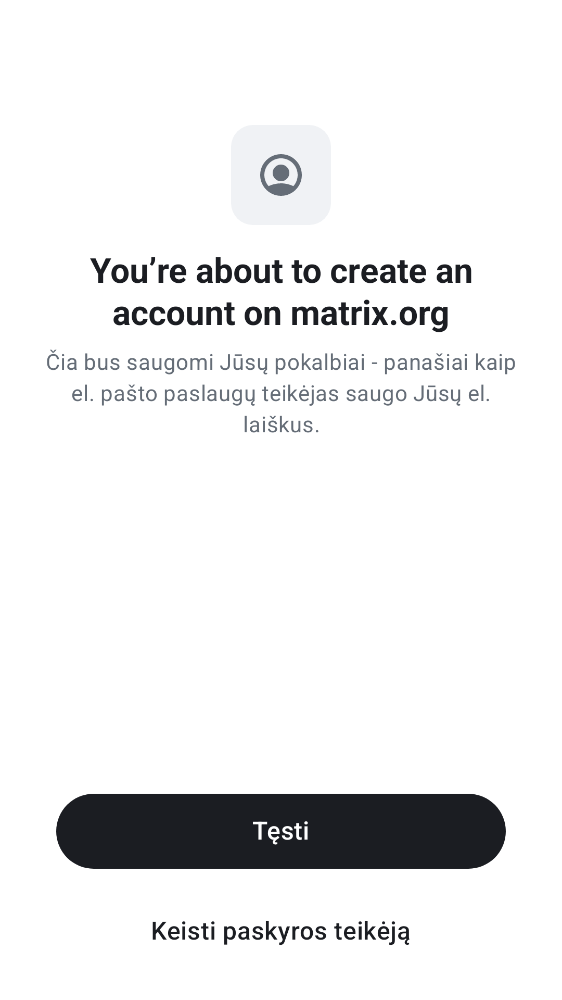 You’re about to create an
account on matrix.org
Čia bus saugomi Jūsų pokalbiai - panašiai kaip
el. pašto paslaugų teikėjas saugo Jūsų el.
laiškus.
Tęsti
Keisti paskyros teikėją